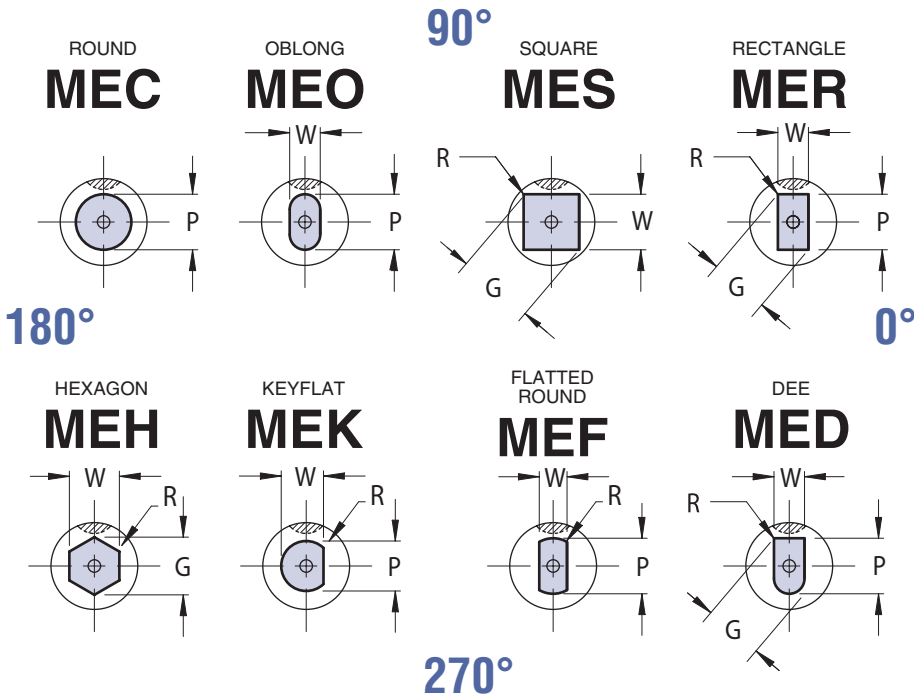 90°
ROUND
MEC
P
OBLONG
MEO
W
P
SQUARE
MES
R
W
G
RECTANGLE
MER
W
R
P
G
180°
0°
HEXAGON
MEH
W
R
G
KEYFLAT
MEK
W
R
P
FLATTED
ROUND
MEF
W
R
P
DEE
MED
W
R
P
G
270°